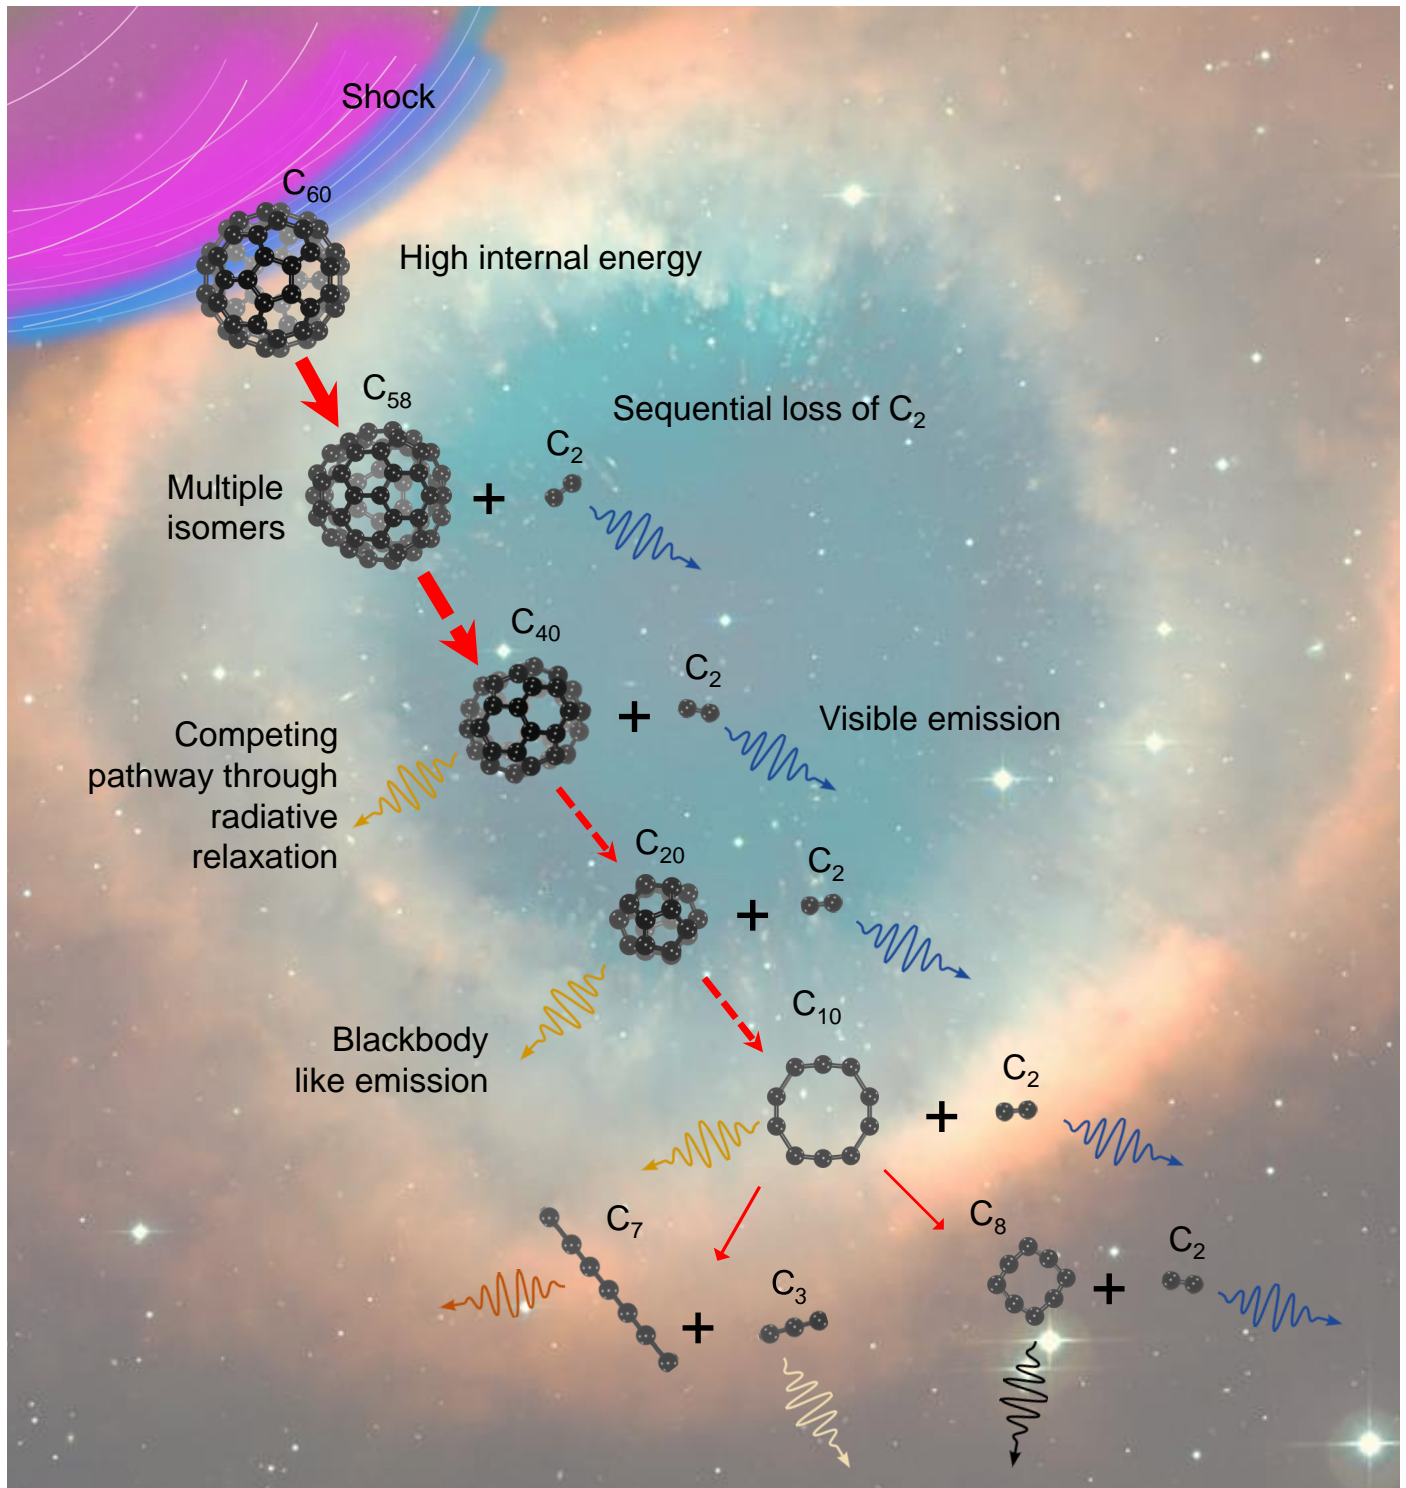 Shock
C₆₀
High internal energy
C₅₈
Sequential loss of C₂
C₂
Multiple
isomers
+
C₄₀
C₂
+
Visible emission
Competing
pathway through
radiative
relaxation
C₂₀
C₂
+
C₁₀
Blackbody
like emission
C₂
+
C₇
C₈
C₂
C₃
+
+